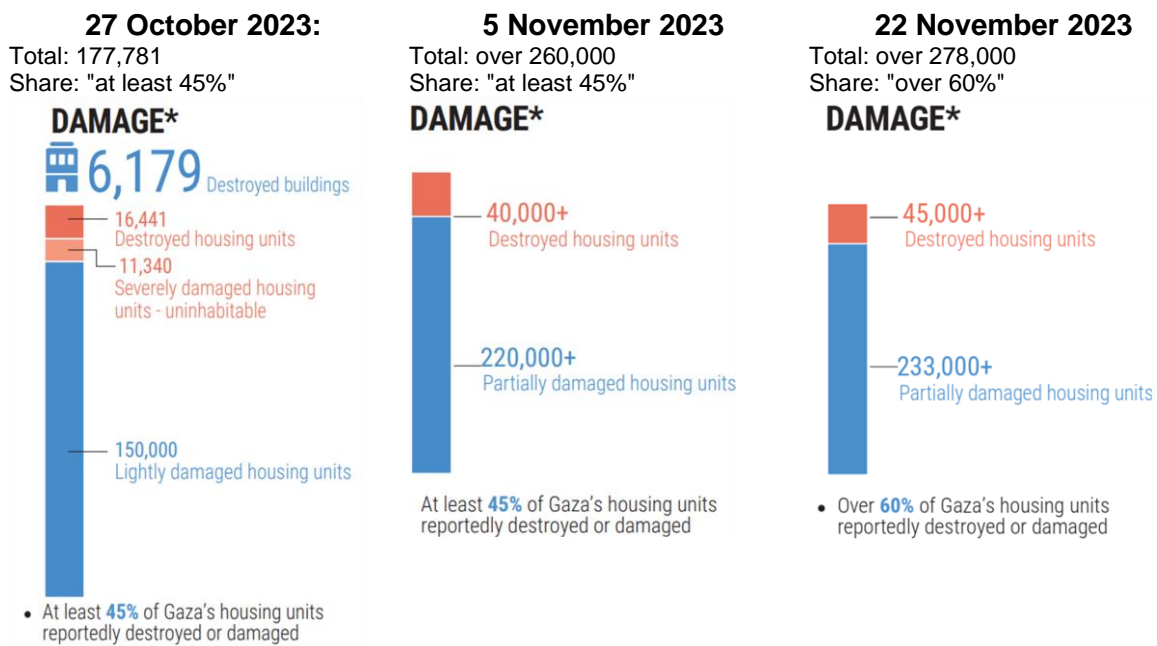 27 October 2023:
Total: 177,781
Share: "at least 45%"
DAMAGE*
6,179 Destroyed buildings
16,441
Destroyed housing units
11,340
Severely damaged housing
units - uninhabitable
150,000
Lightly damaged housing units
• At least 45% of Gaza's housing units
reportedly destroyed or damaged
5 November 2023
Total: over 260,000
Share: "at least 45%"
DAMAGE*
40,000+
Destroyed housing units
220,000+
Partially damaged housing units
At least 45% of Gaza's housing units
reportedly destroyed or damaged
22 November 2023
Total: over 278,000
Share: "over 60%"
DAMAGE*
45,000+
Destroyed housing units
233,000+
Partially damaged housing units
• Over 60% of Gaza's housing units
reportedly destroyed or damaged